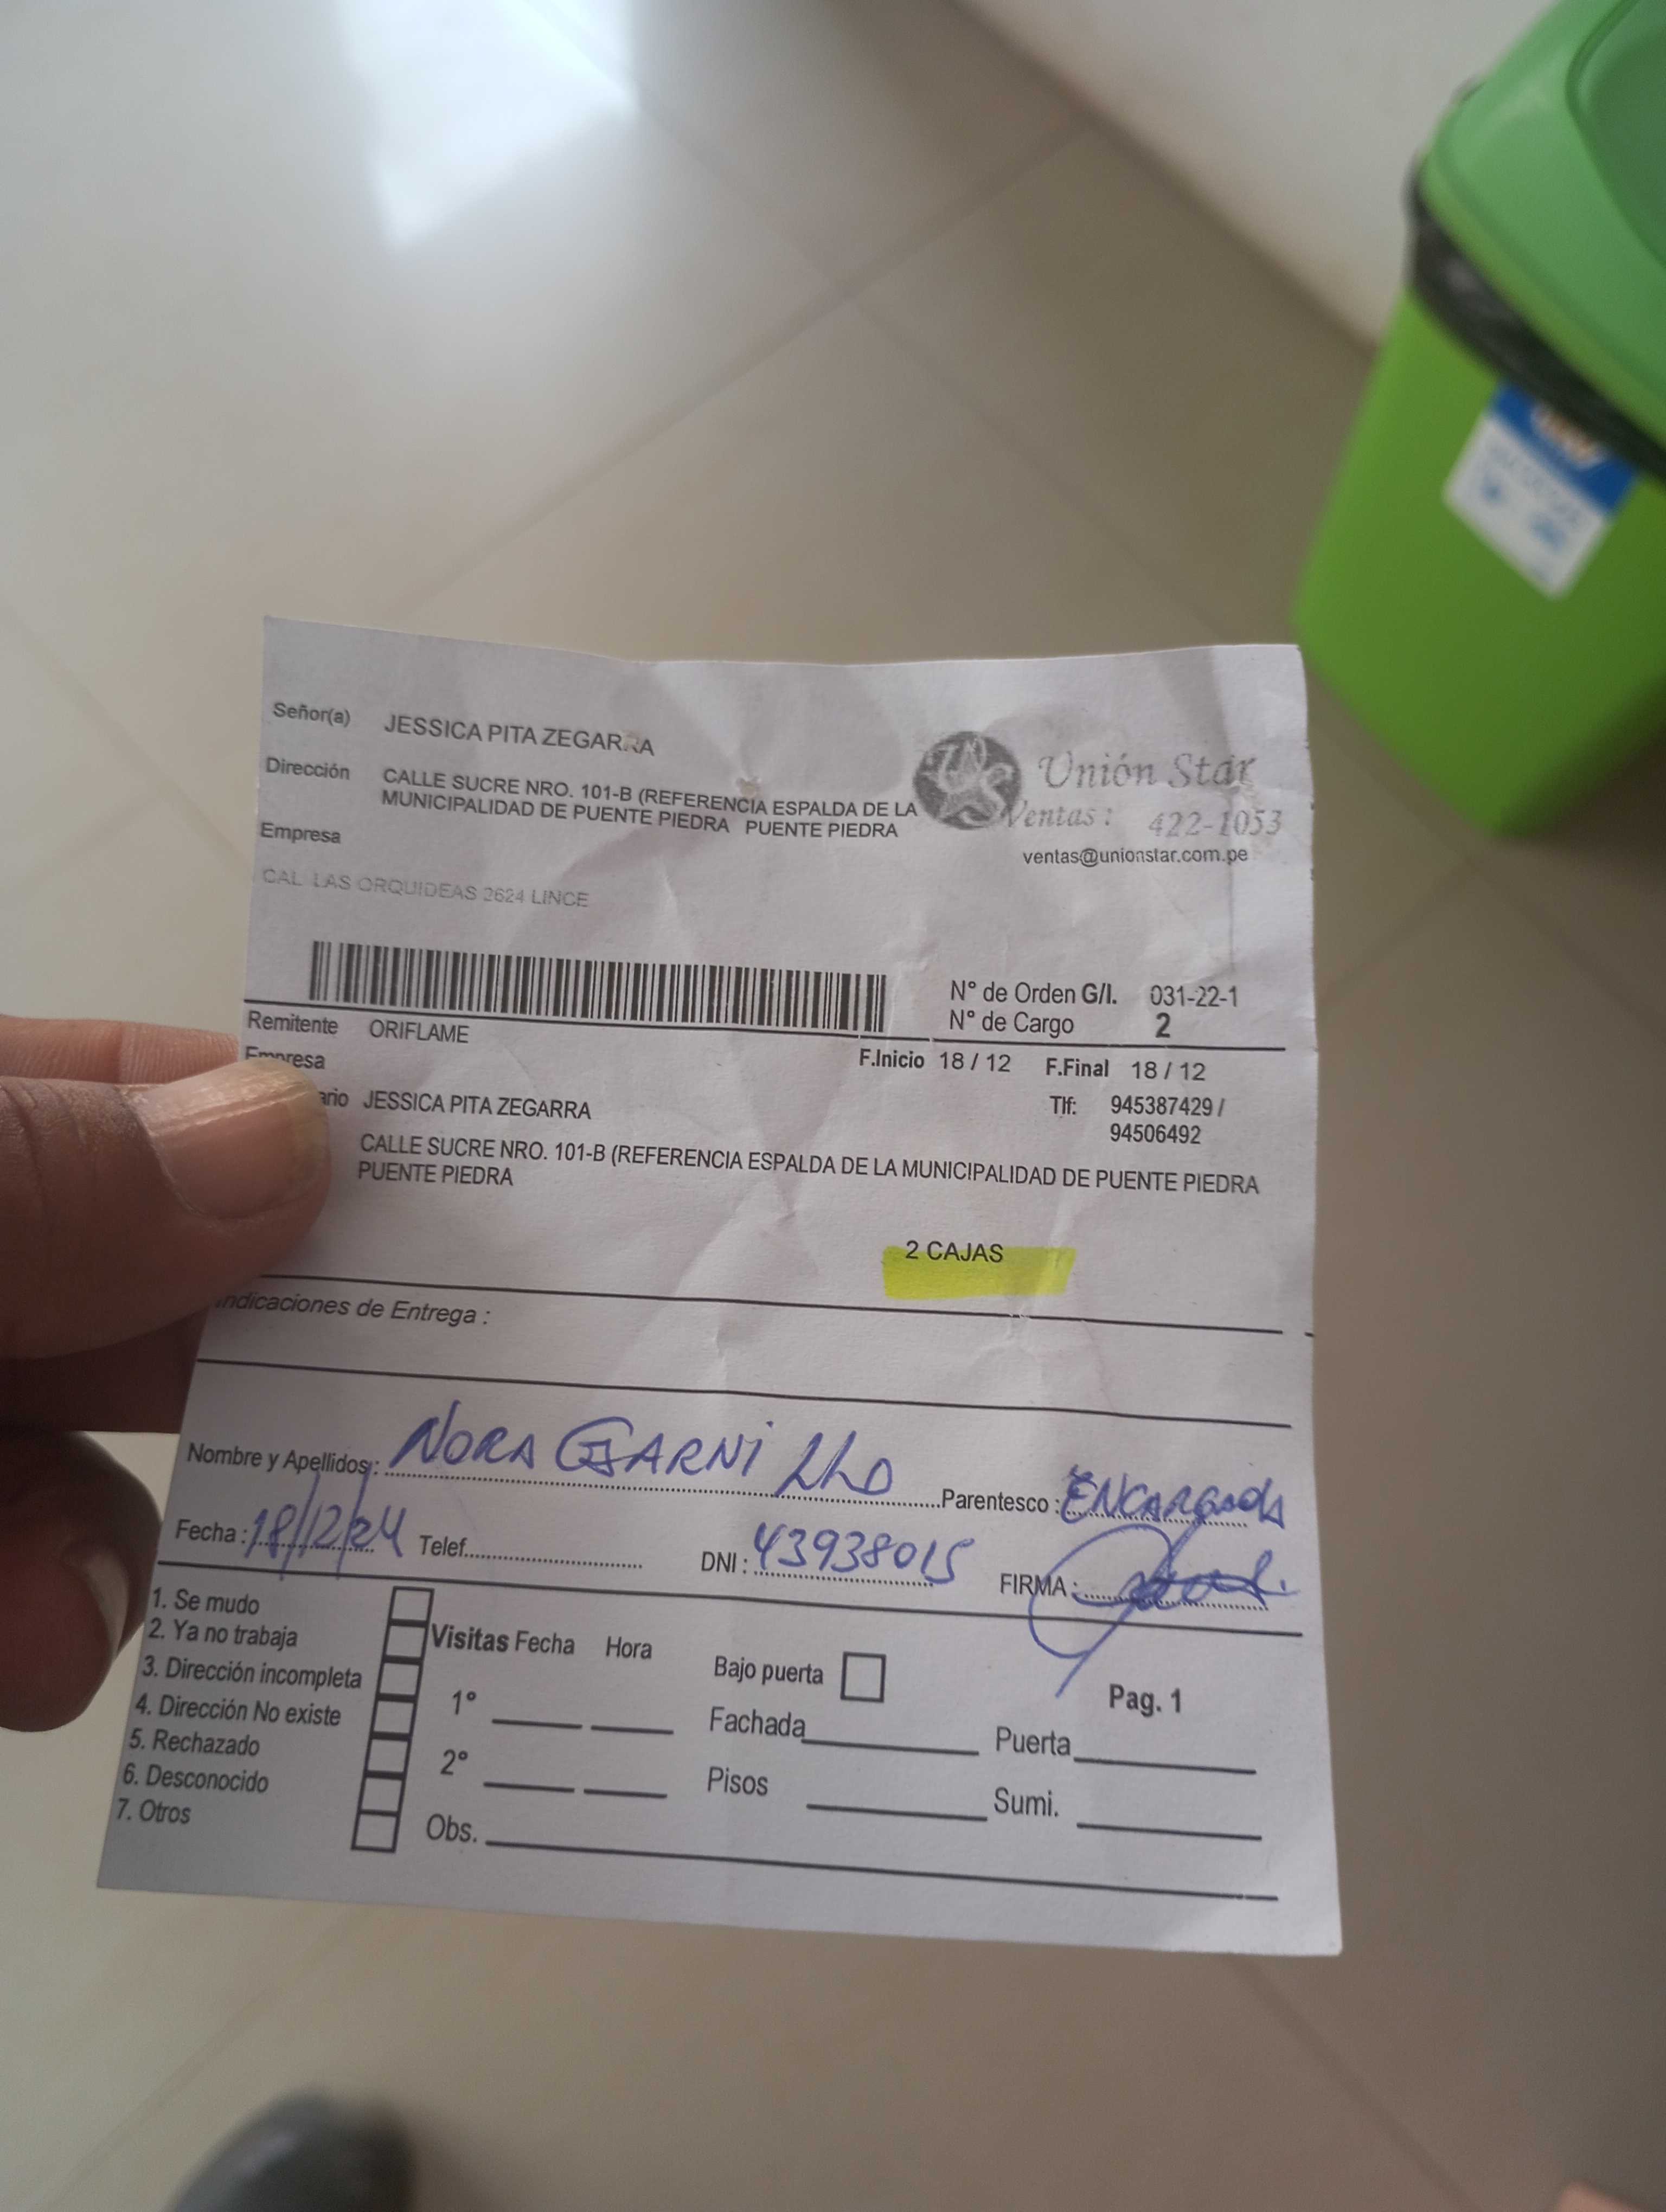 Señor(a) JESSICA PITA ZEGARRA
Dirección CALLE SUCRE NRO. 101-B (REFERENCIA ESPALDA DE LA
MUNICIPALIDAD DE PUENTE PIEDRA PUENTE PIEDRA
Empresa
Unión Star
Ventas : 422-1053
ventas@unionstar.com.pe
CAL LAS ORQUIDEAS 2624 LINCE
N° de Orden G/I. 031-22-1
N° de Cargo 2
Remitente ORIFLAME
Empresa
F.Inicio 18 / 12 F.Final 18 / 12
ario JESSICA PITA ZEGARRA
Tlf: 945387429 /
94506492
CALLE SUCRE NRO. 101-B (REFERENCIA ESPALDA DE LA MUNICIPALIDAD DE PUENTE PIEDRA
PUENTE PIEDRA
2 CAJAS
ndicaciones de Entrega :
Nombre y Apellidos : NORA GARNILLO Parentesco : ENCARGADA
Fecha : 18/12/24 Telef. DNI : 43938015 FIRMA :
1. Se mudo
2. Ya no trabaja
3. Dirección incompleta
4. Dirección No existe
5. Rechazado
6. Desconocido
7. Otros
Visitas Fecha Hora
1°
2°
Obs.
Bajo puerta
Fachada
Pisos
Pag. 1
Puerta
Sumi.